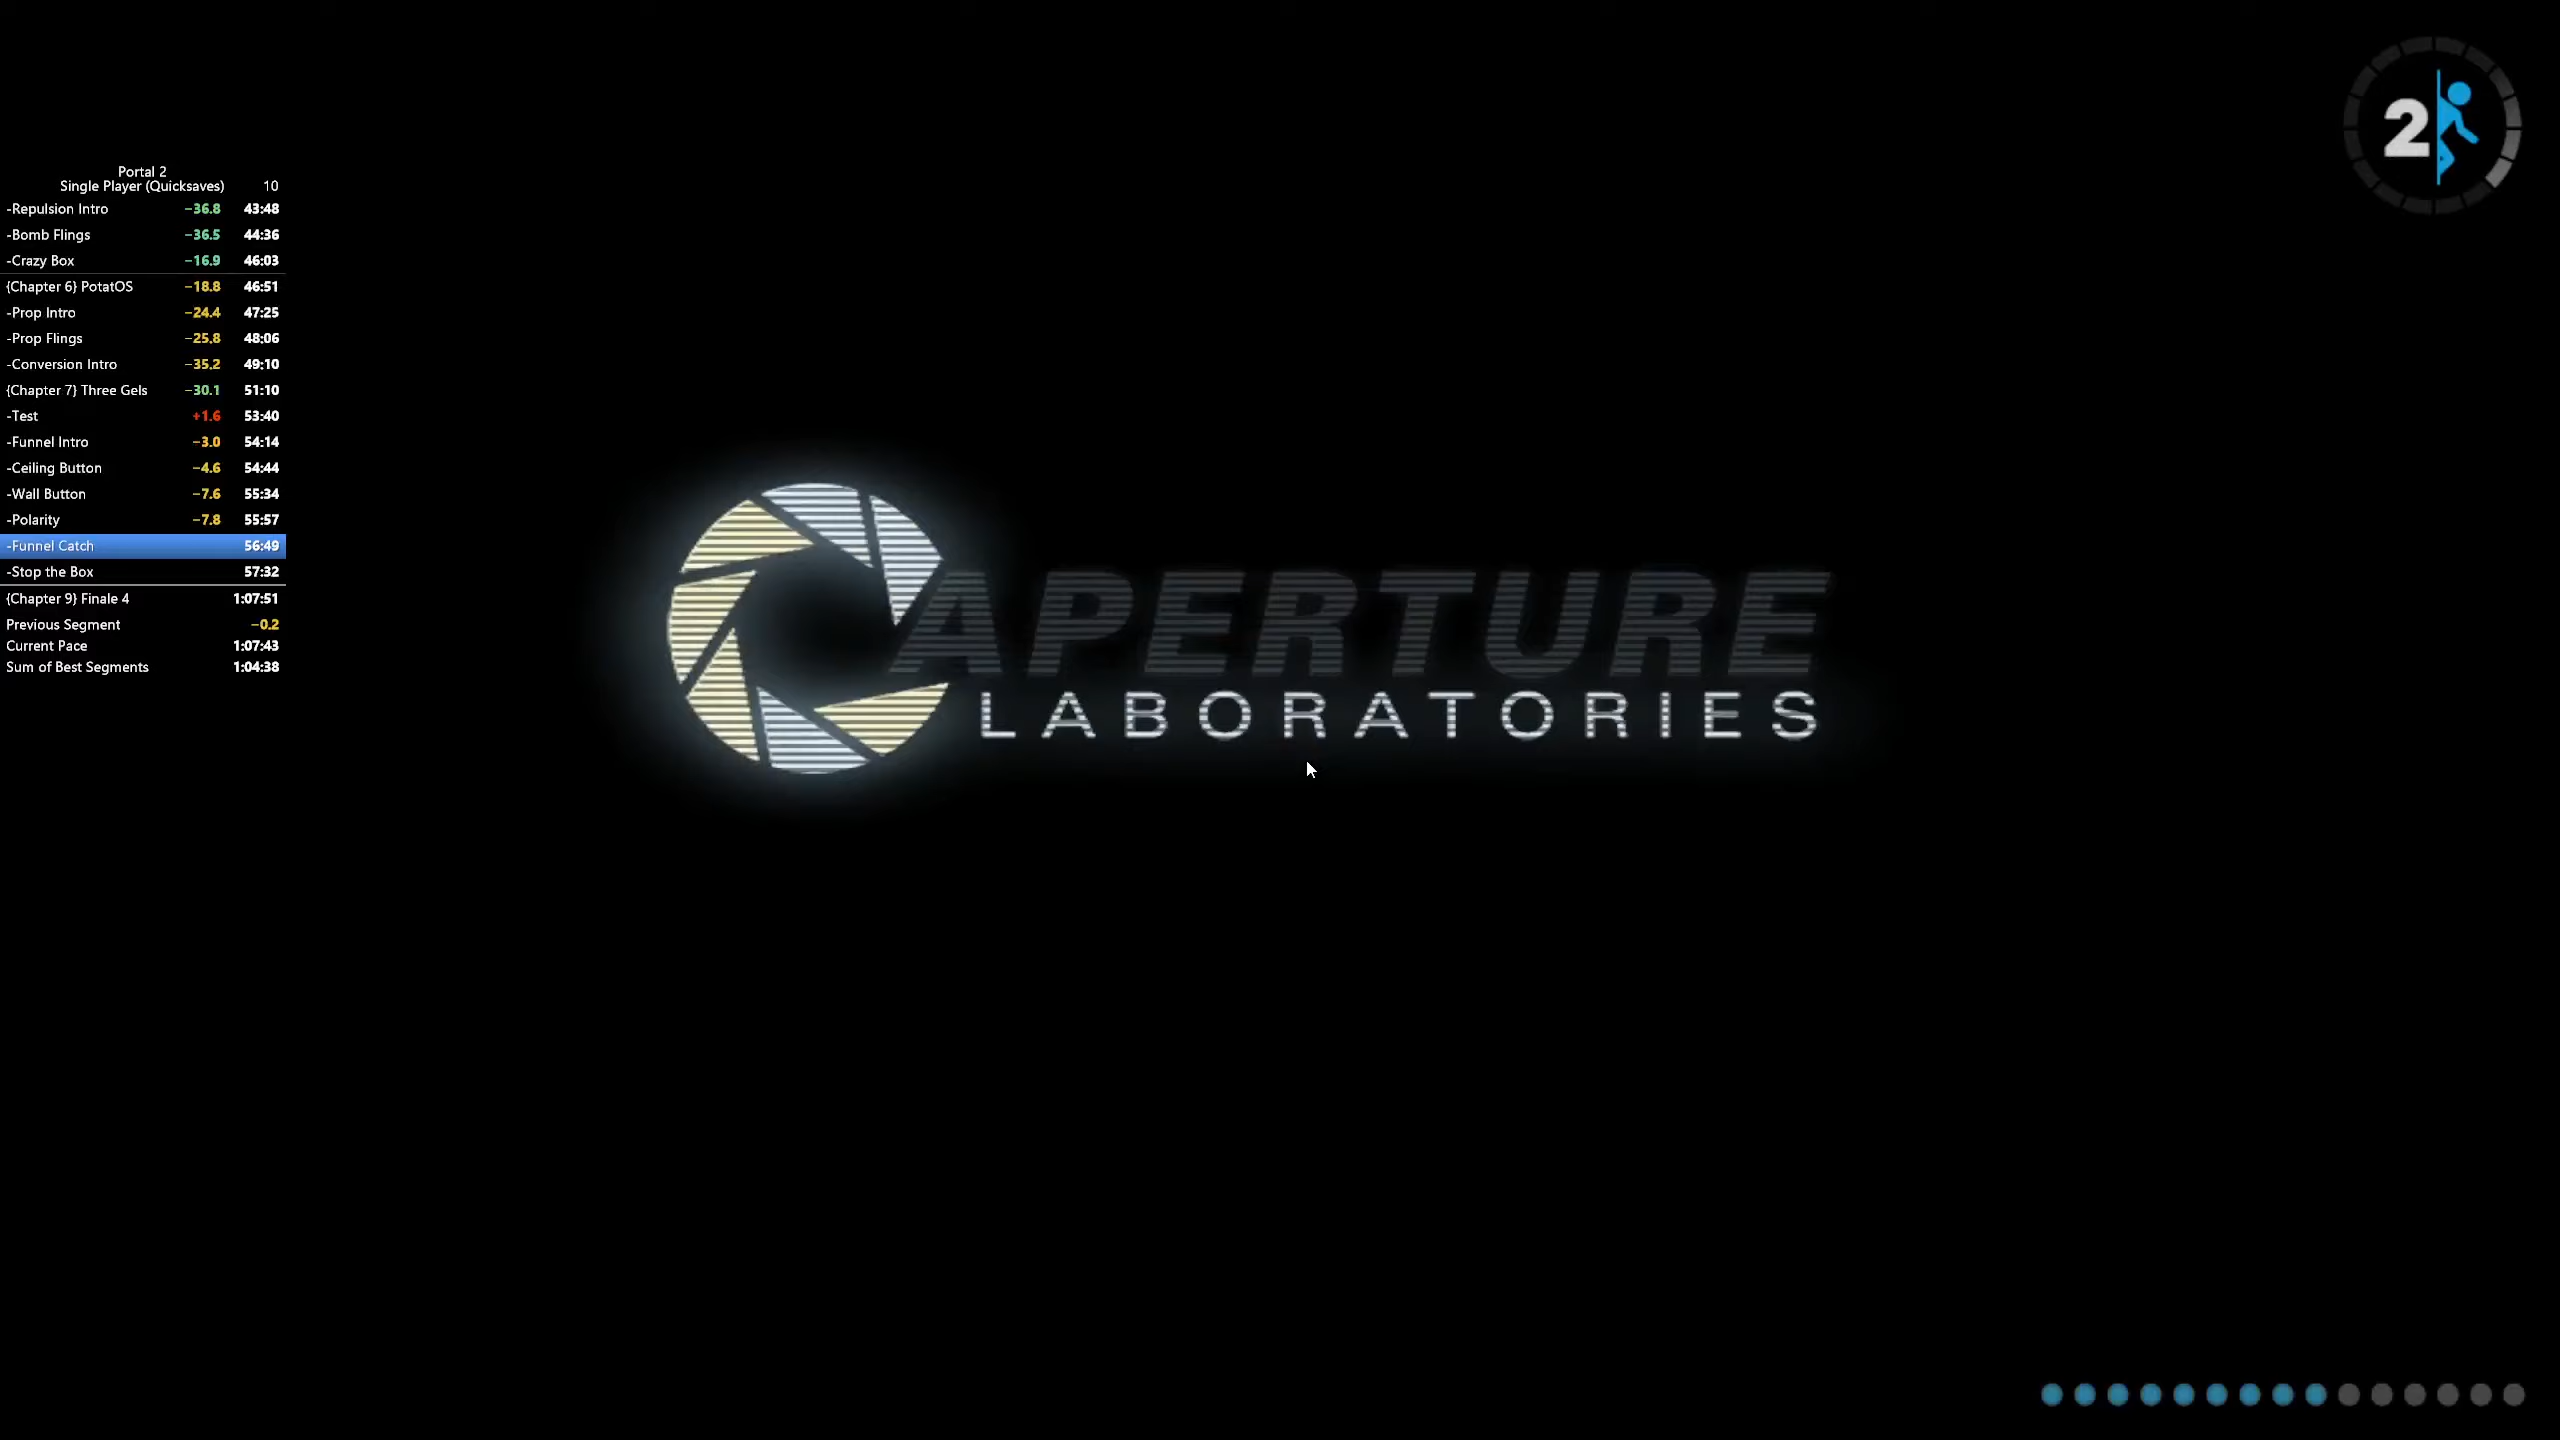 2
Portal 2
Single Player (Quicksaves) 10
-Repulsion Intro −36.8 43:48
-Bomb Flings −36.5 44:36
-Crazy Box −16.9 46:03
{Chapter 6} PotatOS −18.8 46:51
-Prop Intro −24.4 47:25
-Prop Flings −25.8 48:06
-Conversion Intro −35.2 49:10
{Chapter 7} Three Gels −30.1 51:10
-Test +1.6 53:40
-Funnel Intro −3.0 54:14
-Ceiling Button −4.6 54:44
-Wall Button −7.6 55:34
-Polarity −7.8 55:57
-Funnel Catch 56:49
-Stop the Box 57:32
{Chapter 9} Finale 4 1:07:51
Previous Segment −0.2
Current Pace 1:07:43
Sum of Best Segments 1:04:38
APERTURE
LABORATORIES